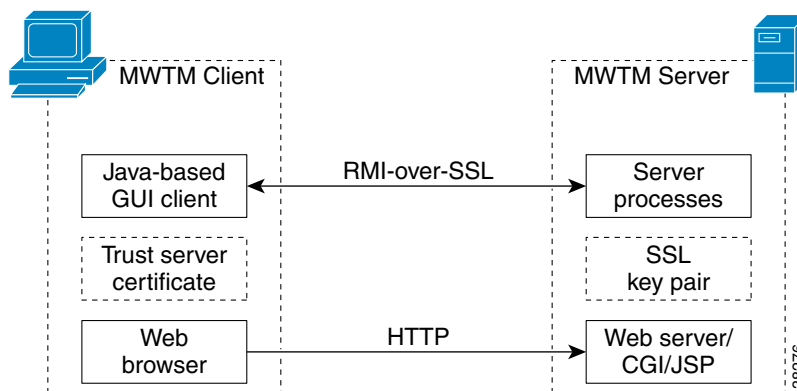 MWTM Client
MWTM Server
Java-based
GUI client
RMI-over-SSL
Server
processes
Trust server
certificate
SSL
key pair
Web
browser
HTTP
Web server/
CGI/JSP